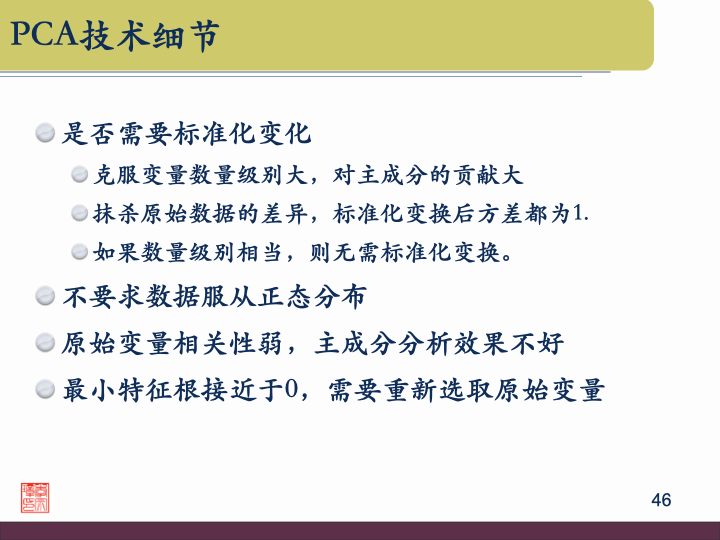 PCA技术细节
是否需要标准化变化
克服变量数量级别大，对主成分的贡献大
抹杀原始数据的差异，标准化变换后方差都为1.
如果数量级别相当，则无需标准化变换。
不要求数据服从正态分布
原始变量相关性弱，主成分分析效果不好
最小特征根接近于0，需要重新选取原始变量
46